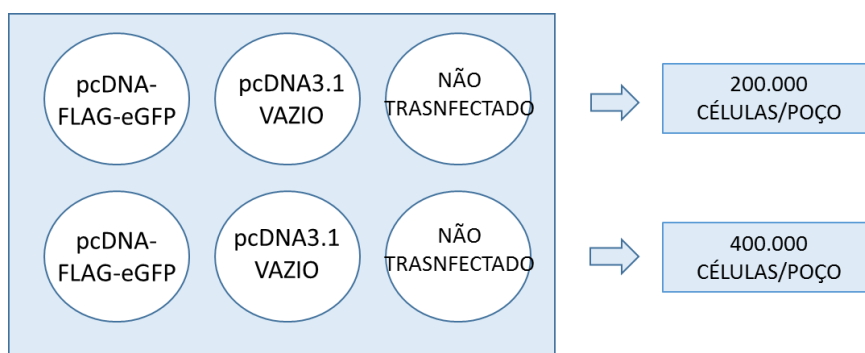 pcDNA-
FLAG-eGFP
pcDNA3.1
VAZIO
NÃO
TRASNFECTADO
200.000
CÉLULAS/POÇO
pcDNA-
FLAG-eGFP
pcDNA3.1
VAZIO
NÃO
TRASNFECTADO
400.000
CÉLULAS/POÇO